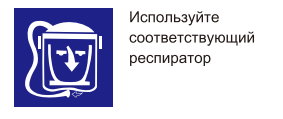 Используйте
соответствующий
респиратор